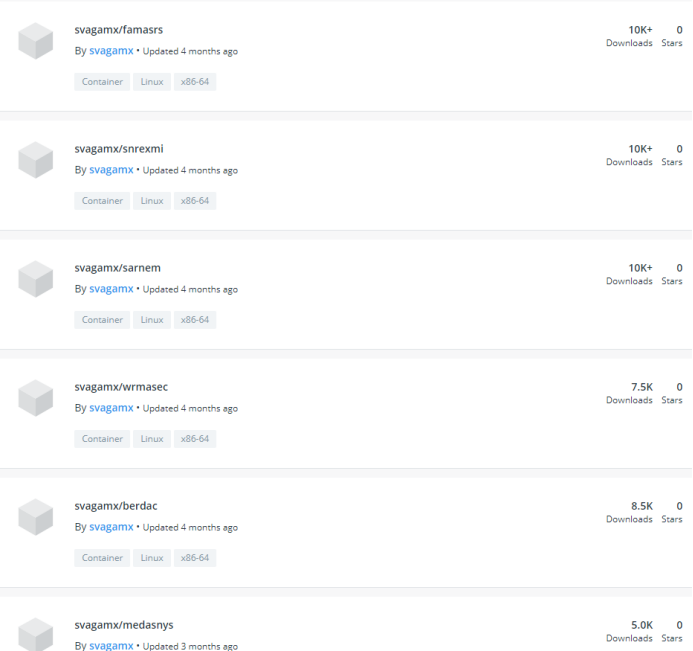 svagamx/famasrs
10K+ 0
By svagamx • Updated 4 months ago
Downloads Stars
Container Linux x86-64
svagamx/snrexmi
10K+ 0
By svagamx • Updated 4 months ago
Downloads Stars
Container Linux x86-64
svagamx/sarnem
10K+ 0
By svagamx • Updated 4 months ago
Downloads Stars
Container Linux x86-64
svagamx/wrmasec
7.5K 0
By svagamx • Updated 4 months ago
Downloads Stars
Container Linux x86-64
svagamx/berdac
8.5K 0
By svagamx • Updated 4 months ago
Downloads Stars
Container Linux x86-64
svagamx/medasnys
5.0K 0
By svagamx • Updated 3 months ago
Downloads Stars